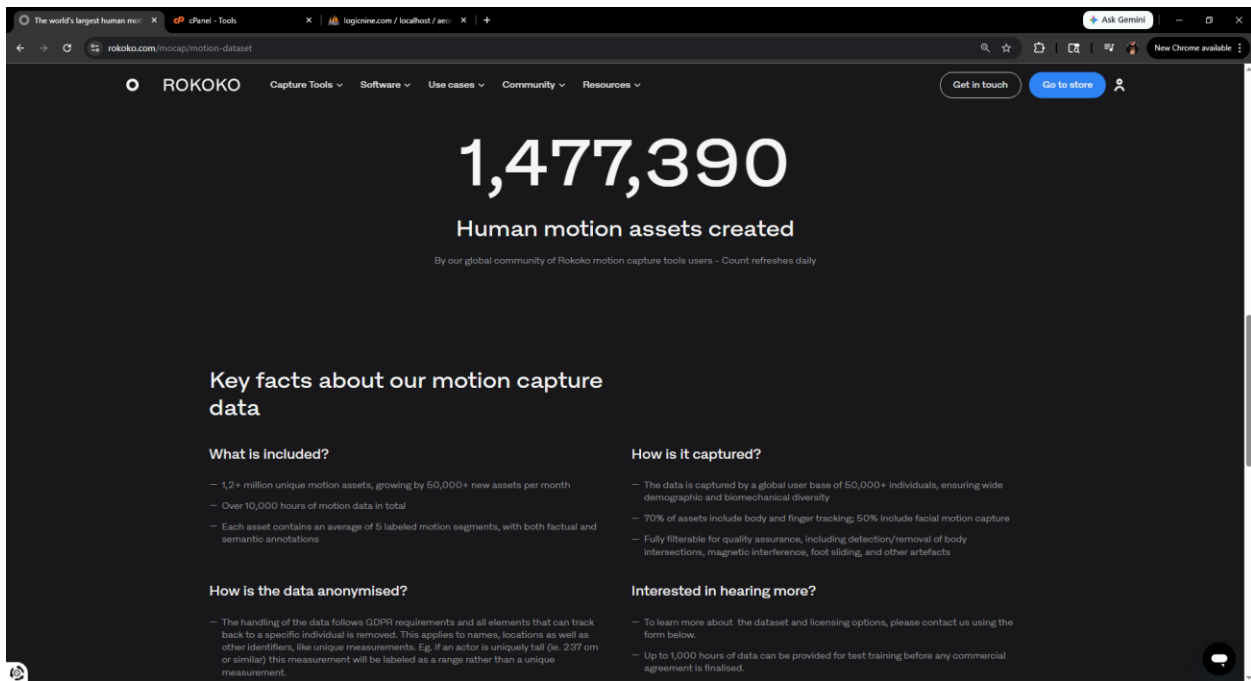 The world's largest human mot
cPanel - Tools
logicnine.com / localhost / aec
Ask Gemini
rokoko.com/mocap/motion-dataset
New Chrome available
ROKOKO
Capture Tools
Software
Use cases
Community
Resources
Get in touch
Go to store
1,477,390
Human motion assets created
By our global community of Rokoko motion capture tools users - Count refreshes daily
Key facts about our motion capture
data
What is included?
— 1,2+ million unique motion assets, growing by 50,000+ new assets per month
— Over 10,000 hours of motion data in total
— Each asset contains an average of 5 labeled motion segments, with both factual and
semantic annotations
How is it captured?
— The data is captured by a global user base of 50,000+ individuals, ensuring wide
demographic and biomechanical diversity
— 70% of assets include body and finger tracking; 50% include facial motion capture
— Fully filterable for quality assurance, including detection/removal of body
intersections, magnetic interference, foot sliding, and other artefacts
How is the data anonymised?
— The handling of the data follows GDPR requirements and all elements that can track
back to a specific individual is removed. This applies to names, locations as well as
other identifiers, like unique measurements. Eg. if an actor is uniquely tall (ie. 237 cm
or similar) this measurement will be labeled as a range rather than a unique
measurement.
Interested in hearing more?
— To learn more about the dataset and licensing options, please contact us using the
form below.
— Up to 1,000 hours of data can be provided for test training before any commercial
agreement is finalised.